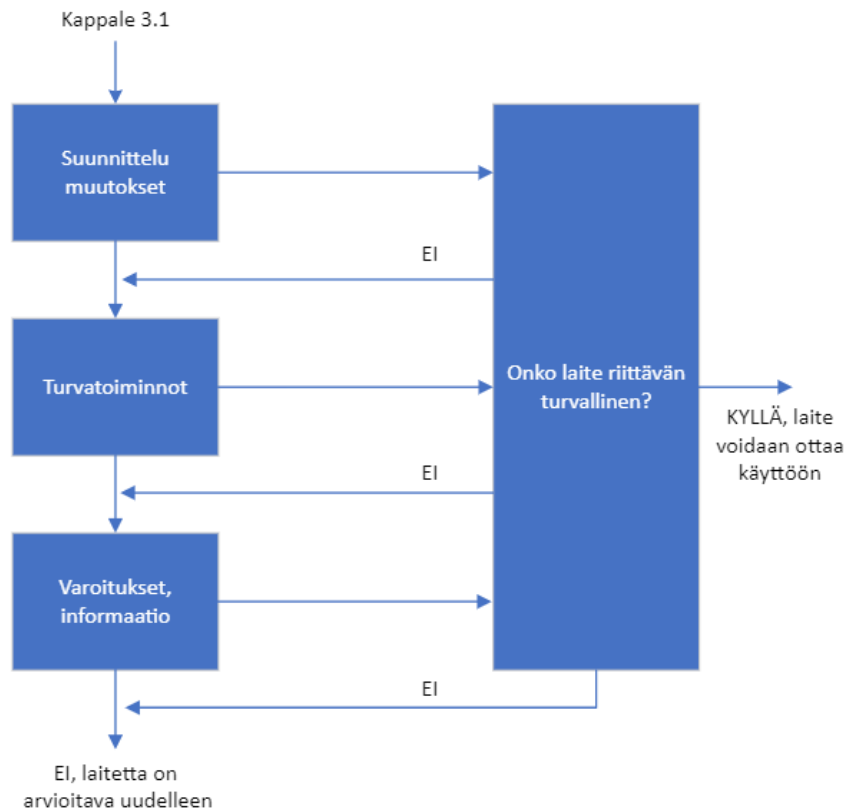 Kappale 3.1
Suunnittelu
muutokset
EI
Turvatoiminnot
Onko laite riittävän
turvallinen?
KYLLÄ, laite
voidaan ottaa
käyttöön
EI
Varoitukset,
informaatio
EI
EI, laitetta on
arvioitava uudelleen